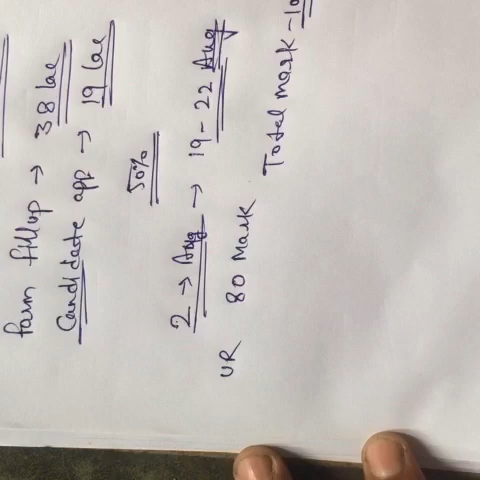 Form fillup → 38 lac
Candidate app → 19 lac
50%
2 → Aug → 19-22 Aug
UR 80 Mark
Total mark -